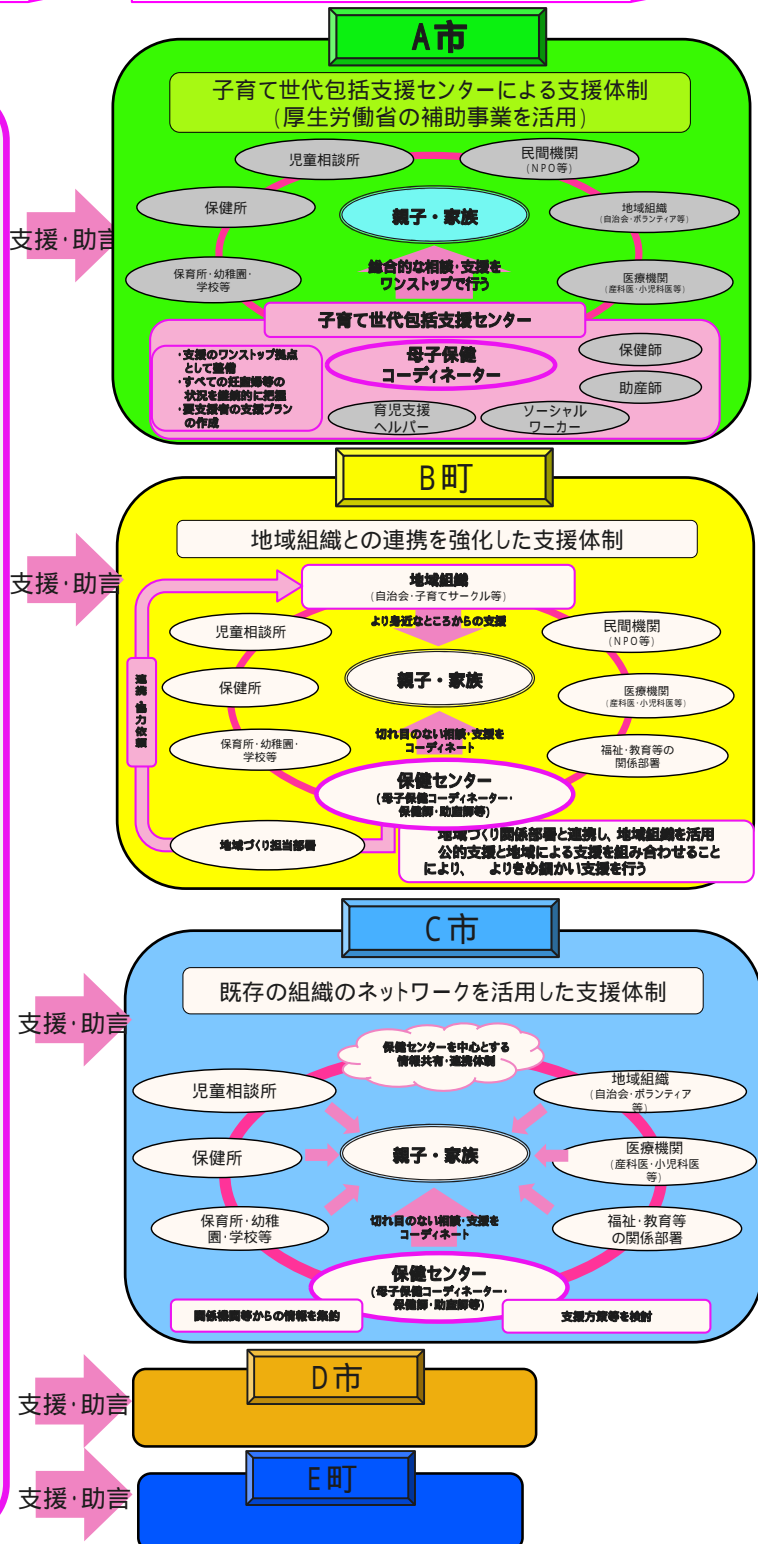 A市
子育て世代包括支援センターによる支援体制
(厚生労働省の補助事業を活用)
児童相談所
民間機関
(NPO等)
保健所
親子・家族
地域組織
(自治会・ボランティア等)
支援・助言
総合的な相談・支援を
ワンストップで行う
保育所・幼稚園・
学校等
医療機関
(産科医・小児科医等)
子育て世代包括支援センター
・支援のワンストップ拠点
として整備
・すべての妊産婦等の
状況を継続的に把握
・要支援者の支援プラン
の作成
母子保健
コーディネーター
保健師
助産師
育児支援
ヘルパー
ソーシャル
ワーカー
B町
地域組織との連携を強化した支援体制
支援・助言
地域組織
(自治会・子育てサークル等)
より身近なところからの支援
児童相談所
民間機関
(NPO等)
保健所
親子・家族
医療機関
(産科医・小児科医等)
連携・協力依頼
切れ目のない相談・支援を
コーディネート
保育所・幼稚園・
学校等
福祉・教育等の
関係部署
保健センター
(母子保健コーディネーター・
保健師・助産師等)
地域づくり担当部署
地域づくり関係部署と連携し、地域組織を活用
公的支援と地域による支援を組み合わせること
により、 よりきめ細かい支援を行う
C市
既存の組織のネットワークを活用した支援体制
支援・助言
保健センターを中心とする
情報共有・連携体制
児童相談所
地域組織
(自治会・ボランティア
等)
保健所
親子・家族
医療機関
(産科医・小児科医
等)
保育所・幼稚
園・学校等
切れ目のない相談・支援を
コーディネート
福祉・教育等
の関係部署
保健センター
(母子保健コーディネーター・
保健師・助産師等)
関係機関等からの情報を集約
支援方策等を検討
D市
支援・助言
E町
支援・助言